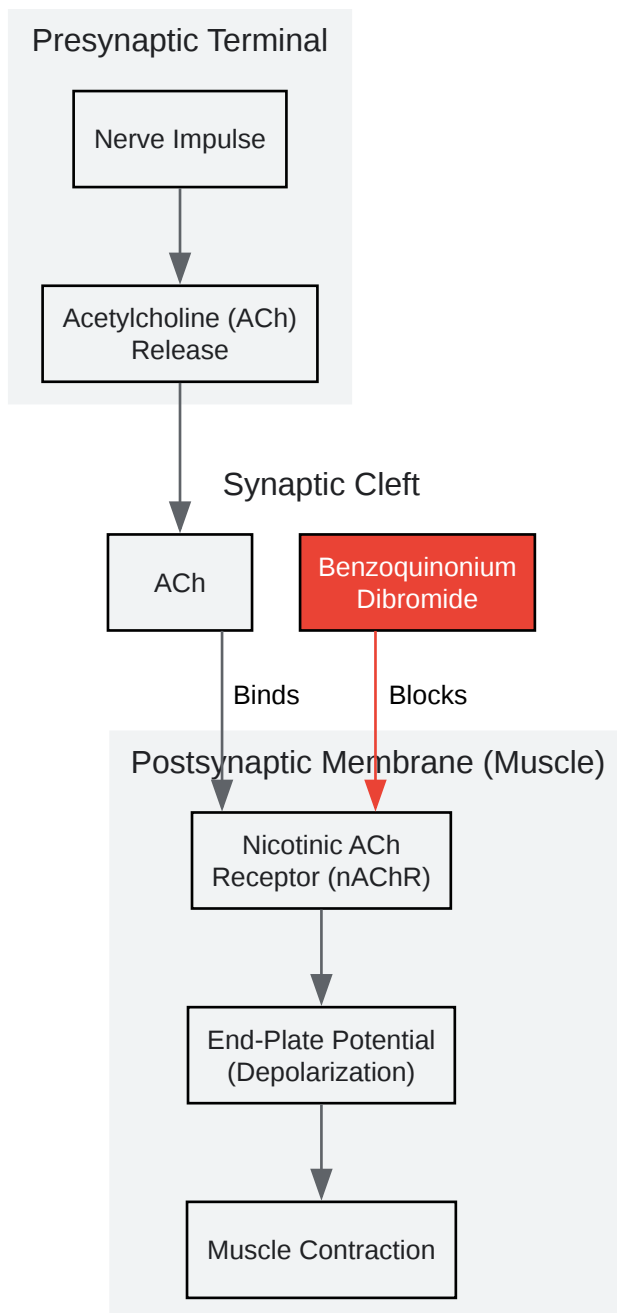 Presynaptic Terminal
Nerve Impulse
Acetylcholine (ACh)
Release
Synaptic Cleft
ACh
Benzoquinonium
Dibromide
Binds
Blocks
Postsynaptic Membrane (Muscle)
Nicotinic ACh
Receptor (nAChR)
End-Plate Potential
(Depolarization)
Muscle Contraction